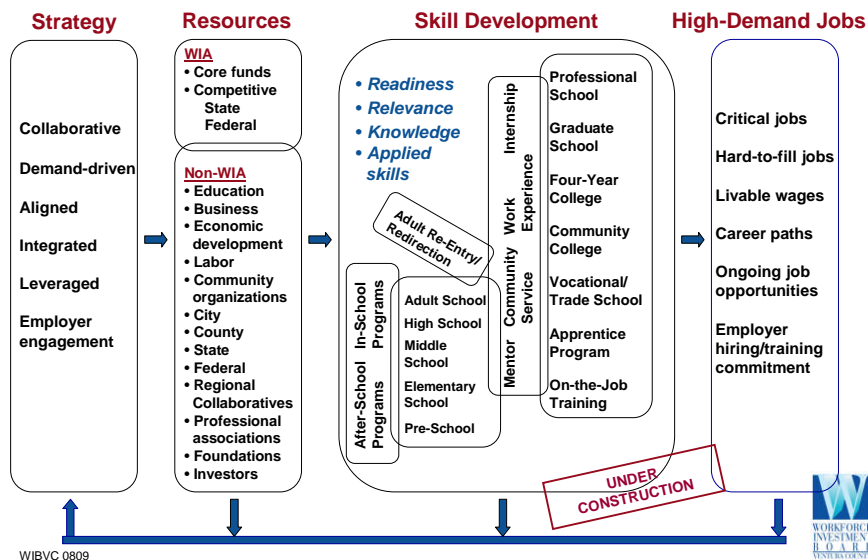 Strategy
Resources
Skill Development
High-Demand Jobs
Collaborative
Demand-driven
Aligned
Integrated
Leveraged
Employer
engagement
WIA
• Core funds
• Competitive
State
Federal
Non-WIA
• Education
• Business
• Economic
development
• Labor
• Community
organizations
• City
• County
• State
• Federal
• Regional
Collaboratives
• Professional
associations
• Foundations
• Investors
• Readiness
• Relevance
• Knowledge
• Applied
skills
Adult Re-Entry/
Redirection
In-School
Programs
After-School
Programs
Adult School
High School
Middle
School
Elementary
School
Pre-School
Internship
Work
Experience
Community
Service
Mentor
Professional
School
Graduate
School
Four-Year
College
Community
College
Vocational/
Trade School
Apprentice
Program
On-the-Job
Training
Critical jobs
Hard-to-fill jobs
Livable wages
Career paths
Ongoing job
opportunities
Employer
hiring/training
commitment
UNDER
CONSTRUCTION
WORKFORCE
INVESTMENT
BOARD
VENTURA COUNTY
WIBVC 0809